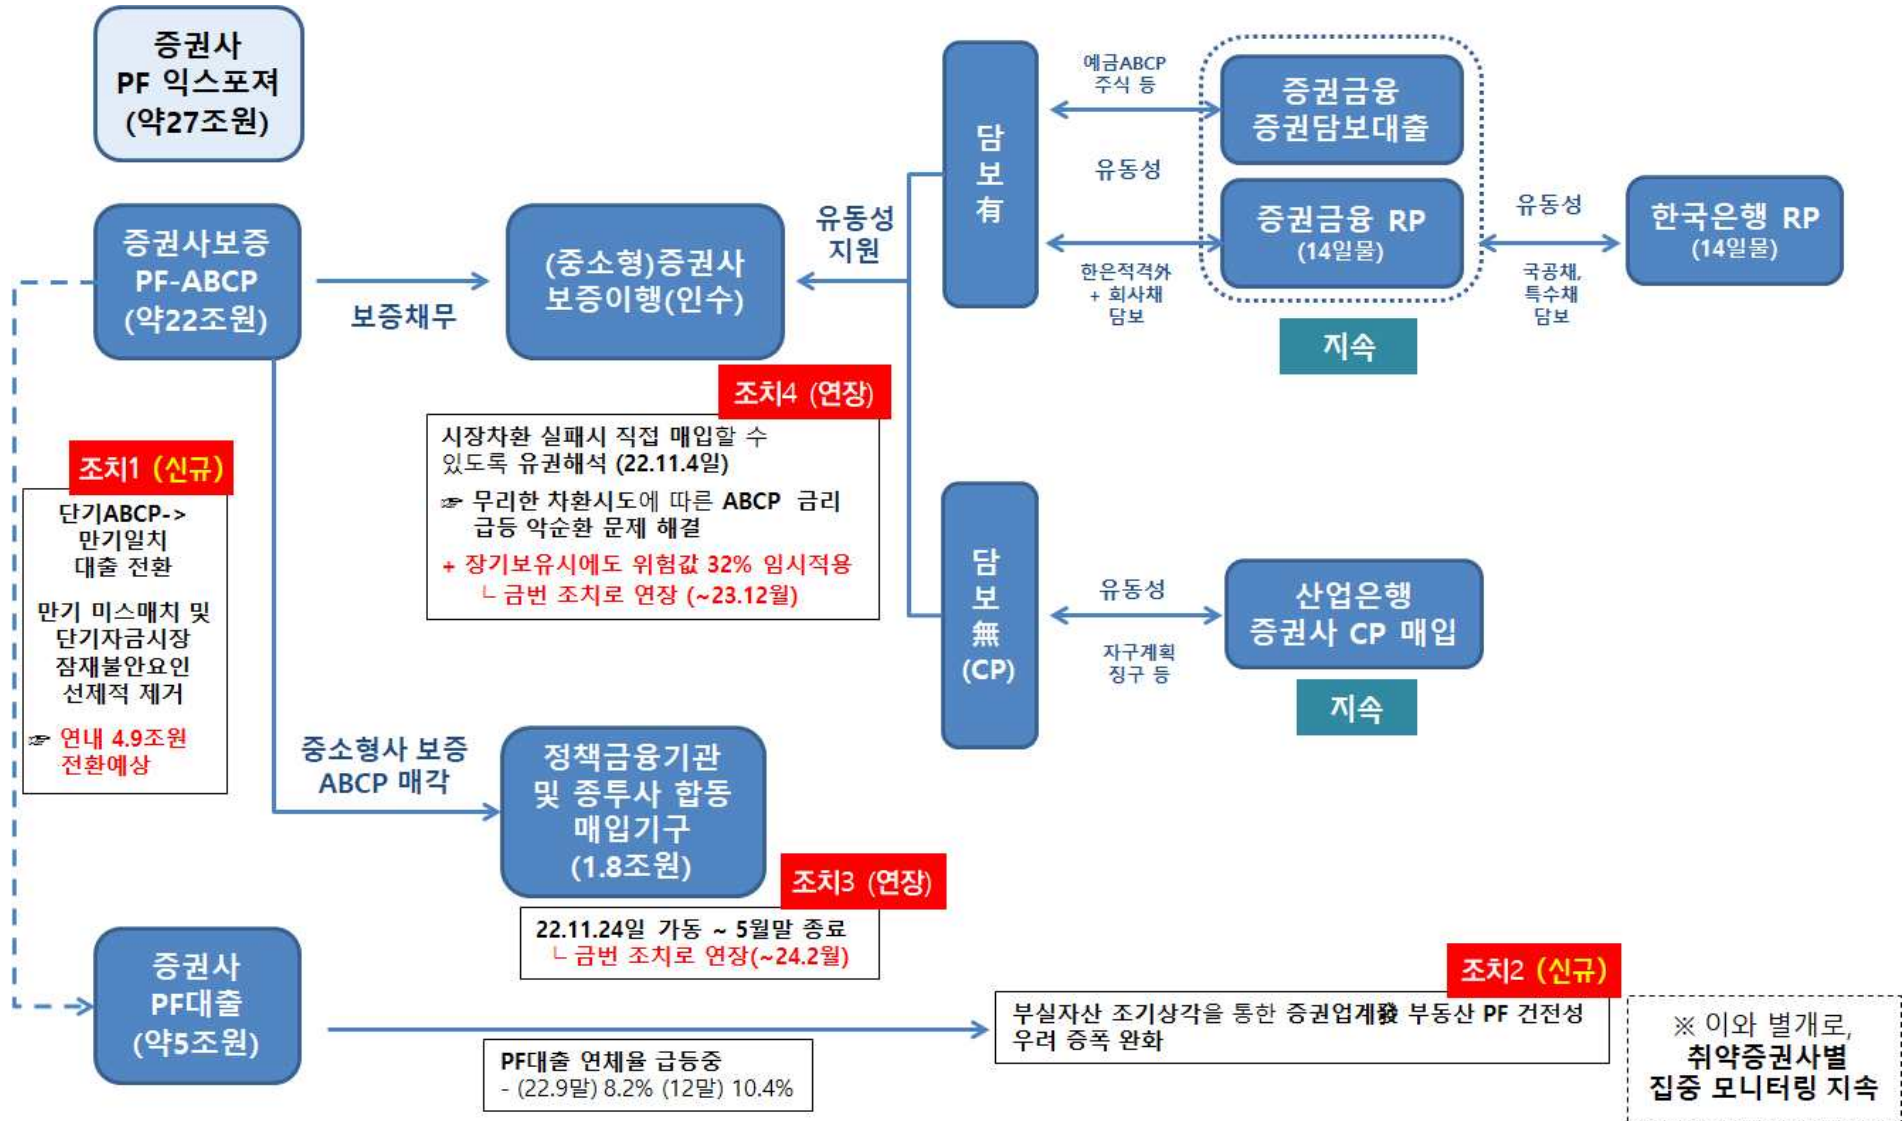 증권사
PF 익스포져
(약27조원)
증권사보증
PF-ABCP
(약22조원)
보증채무
(중소형)증권사
보증이행(인수)
유동성
지원
담
보
有
예금ABCP
주식 등
유동성
한은적격外
+ 회사채
담보
증권금융
증권담보대출
증권금융 RP
(14일물)
지속
유동성
국공채,
특수채
담보
한국은행 RP
(14일물)
조치4 (연장)
시장차환 실패시 직접 매입할 수
있도록 유권해석 (22.11.4일)
☞ 무리한 차환시도에 따른 ABCP 금리
급등 악순환 문제 해결
+ 장기보유시에도 위험값 32% 임시적용
└ 금번 조치로 연장 (~23.12월)
조치1 (신규)
단기ABCP->
만기일치
대출 전환
만기 미스매치 및
단기자금시장
잠재불안요인
선제적 제거
☞ 연내 4.9조원
전환예상
담
보
無
(CP)
유동성
자구계획
징구 등
산업은행
증권사 CP 매입
지속
중소형사 보증
ABCP 매각
정책금융기관
및 종투사 합동
매입기구
(1.8조원)
조치3 (연장)
22.11.24일 가동 ~ 5월말 종료
└ 금번 조치로 연장(~24.2월)
증권사
PF대출
(약5조원)
PF대출 연체율 급등중
- (22.9말) 8.2% (12말) 10.4%
조치2 (신규)
부실자산 조기상각을 통한 증권업계發 부동산 PF 건전성
우려 증폭 완화
※ 이와 별개로,
취약증권사별
집중 모니터링 지속